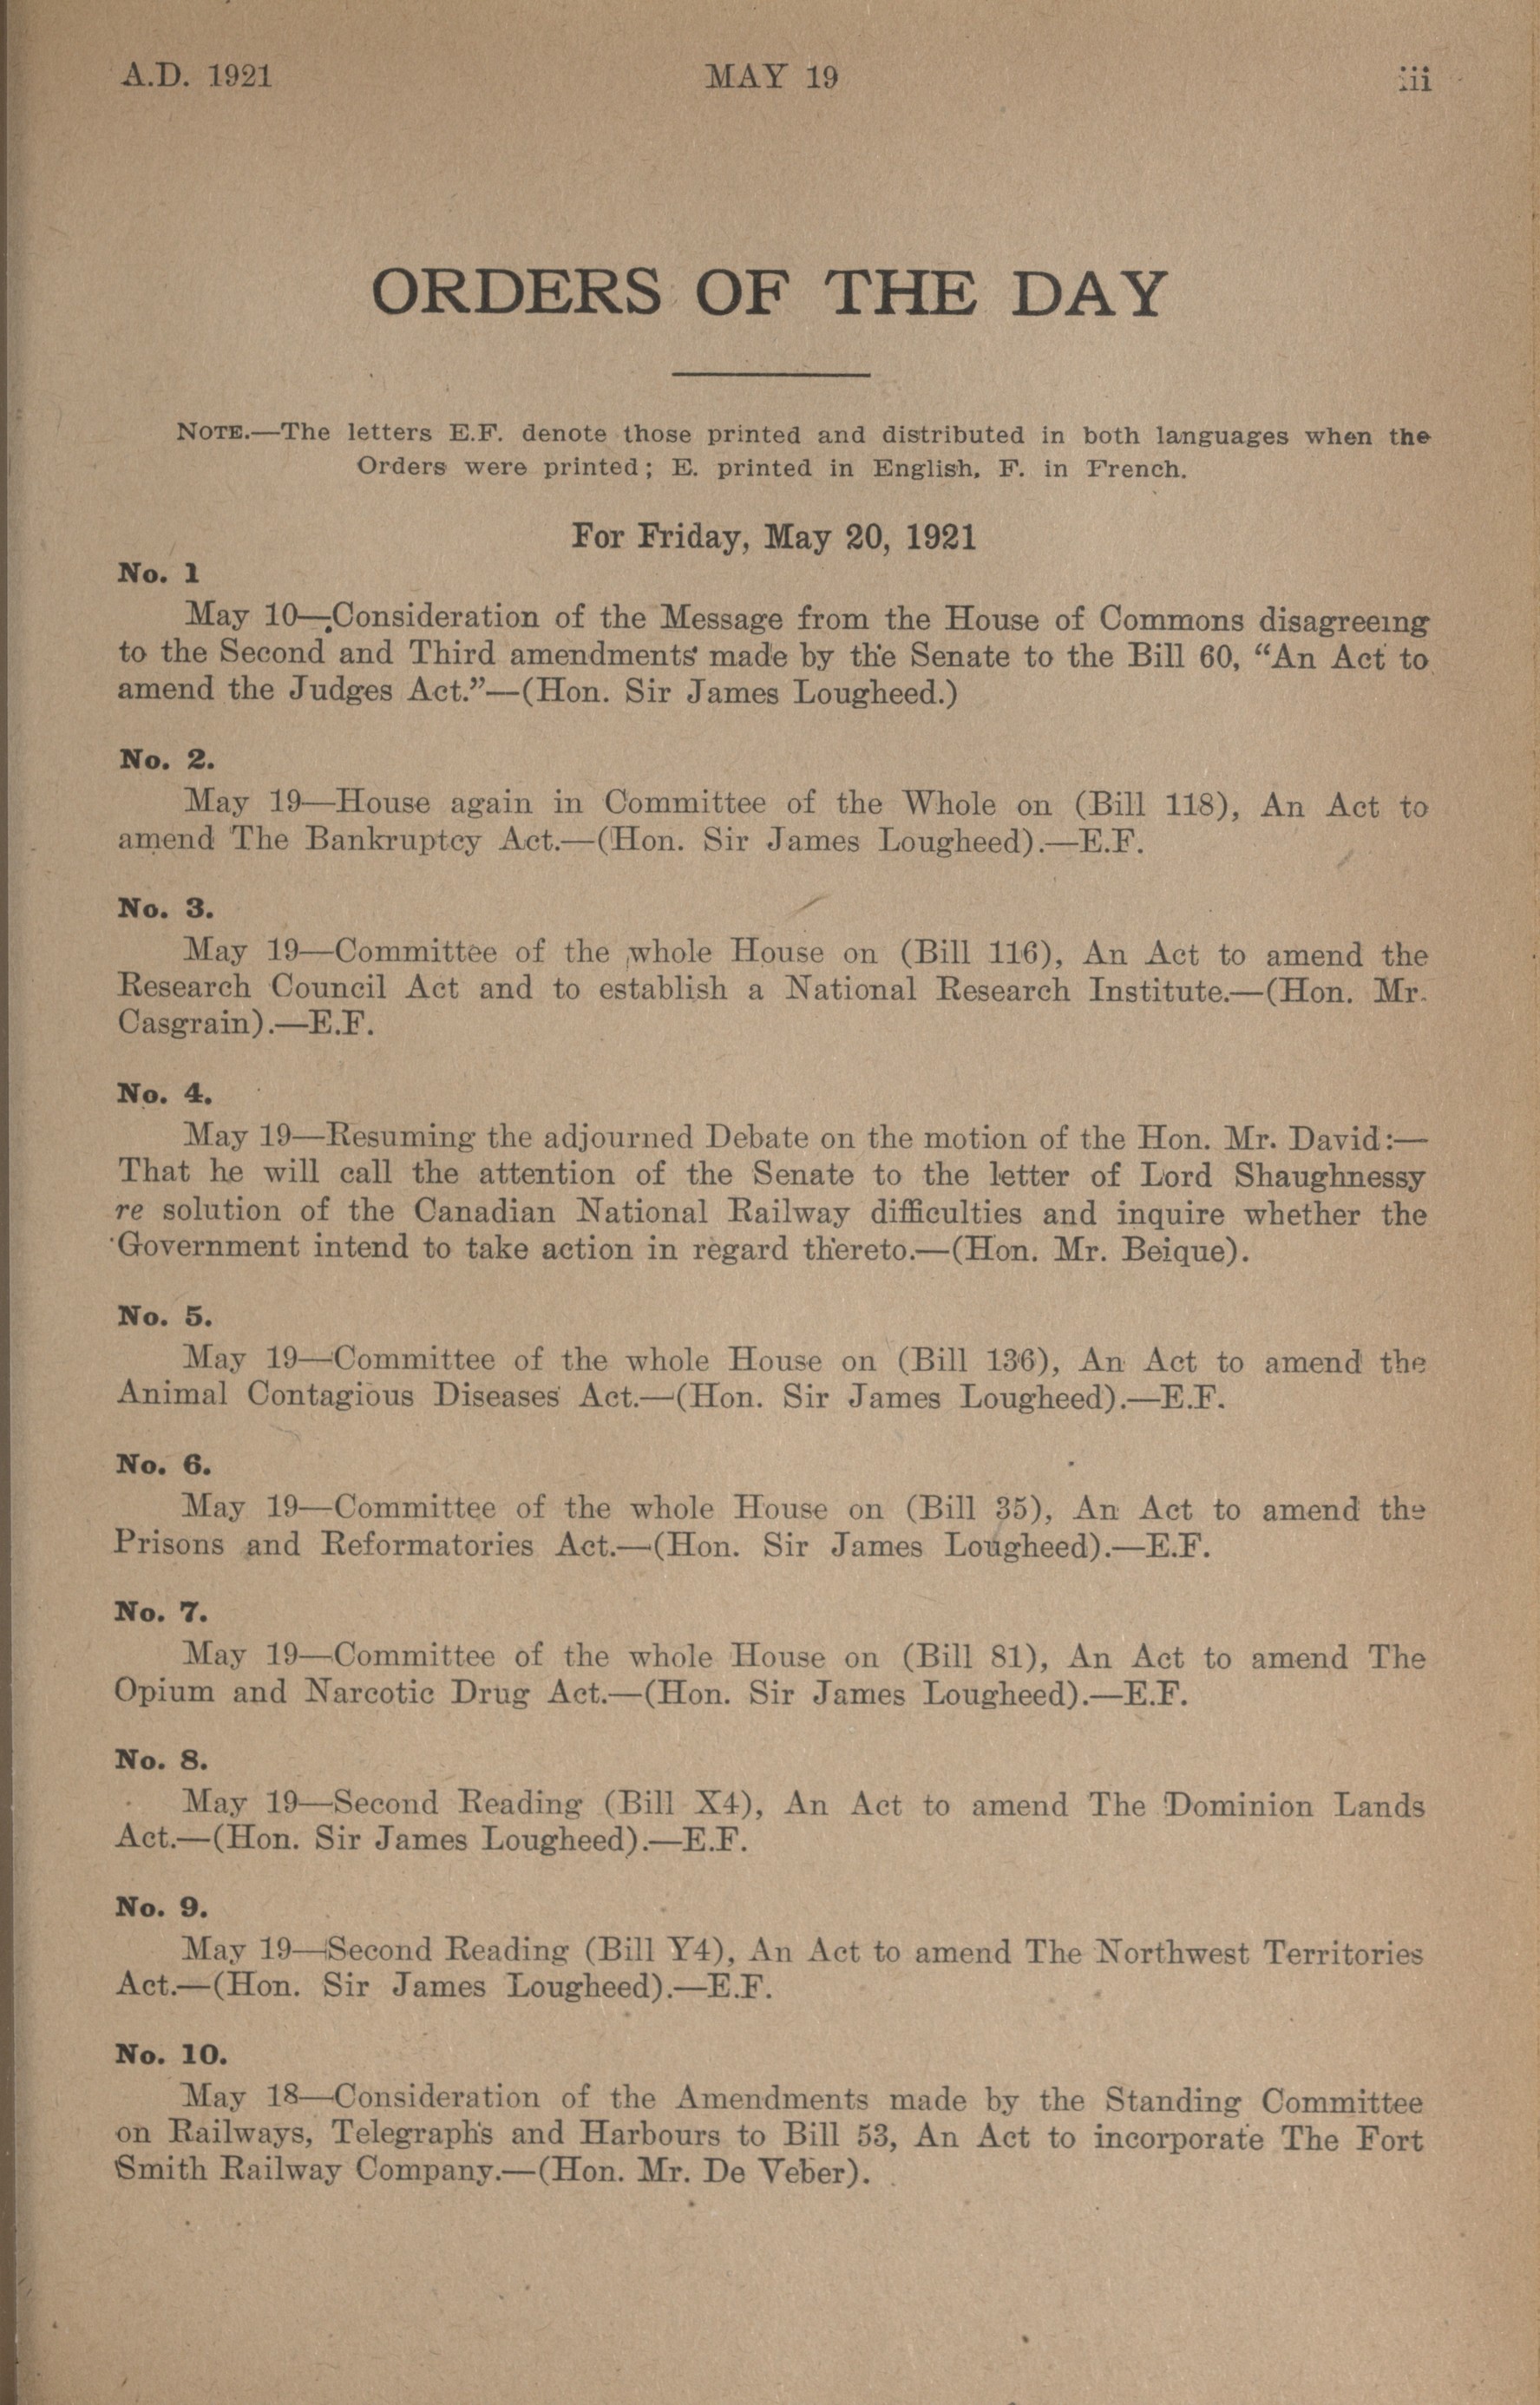 A.D. 1921 MAY 19 iii
ORDERS OF THE DAY
NOTE.—The letters E.F. denote those printed and distributed in both languages when the
Orders were printed; E. printed in English, F. in French.
For Friday, May 20, 1921
No. 1
May 10—Consideration of the Message from the House of Commons disagreeing
to the Second and Third amendments made by the Senate to the Bill 60, “An Act to
amend the Judges Act.”—(Hon. Sir James Lougheed.)
No. 2.
May 19—House again in Committee of the Whole on (Bill 118), An Act to
amend The Bankruptcy Act.—(Hon. Sir James Lougheed).—E.F.
No. 3.
May 19—Committee of the whole House on (Bill 116), An Act to amend the
Research Council Act and to establish a National Research Institute.—(Hon. Mr.
Casgrain).—E.F.
No. 4.
May 19—Resuming the adjourned Debate on the motion of the Hon. Mr. David:—
That he will call the attention of the Senate to the letter of Lord Shaughnessy
re solution of the Canadian National Railway difficulties and inquire whether the
Government intend to take action in regard thereto.—(Hon. Mr. Beique).
No. 5.
May 19—Committee of the whole House on (Bill 136), An Act to amend the
Animal Contagious Diseases Act.—(Hon. Sir James Lougheed).—E.F.
No. 6.
May 19—Committee of the whole House on (Bill 35), An Act to amend the
Prisons and Reformatories Act.—(Hon. Sir James Lougheed).—E.F.
No. 7.
May 19—Committee of the whole House on (Bill 81), An Act to amend The
Opium and Narcotic Drug Act.—(Hon. Sir James Lougheed).—E.F.
No. 8.
May 19—Second Reading (Bill X4), An Act to amend The Dominion Lands
Act.—(Hon. Sir James Lougheed).—E.F.
No. 9.
May 19—Second Reading (Bill Y4), An Act to amend The Northwest Territories
Act.—(Hon. Sir James Lougheed).—E.F.
No. 10.
May 18—Consideration of the Amendments made by the Standing Committee
on Railways, Telegraphs and Harbours to Bill 53, An Act to incorporate The Fort
Smith Railway Company.—(Hon. Mr. De Veber).